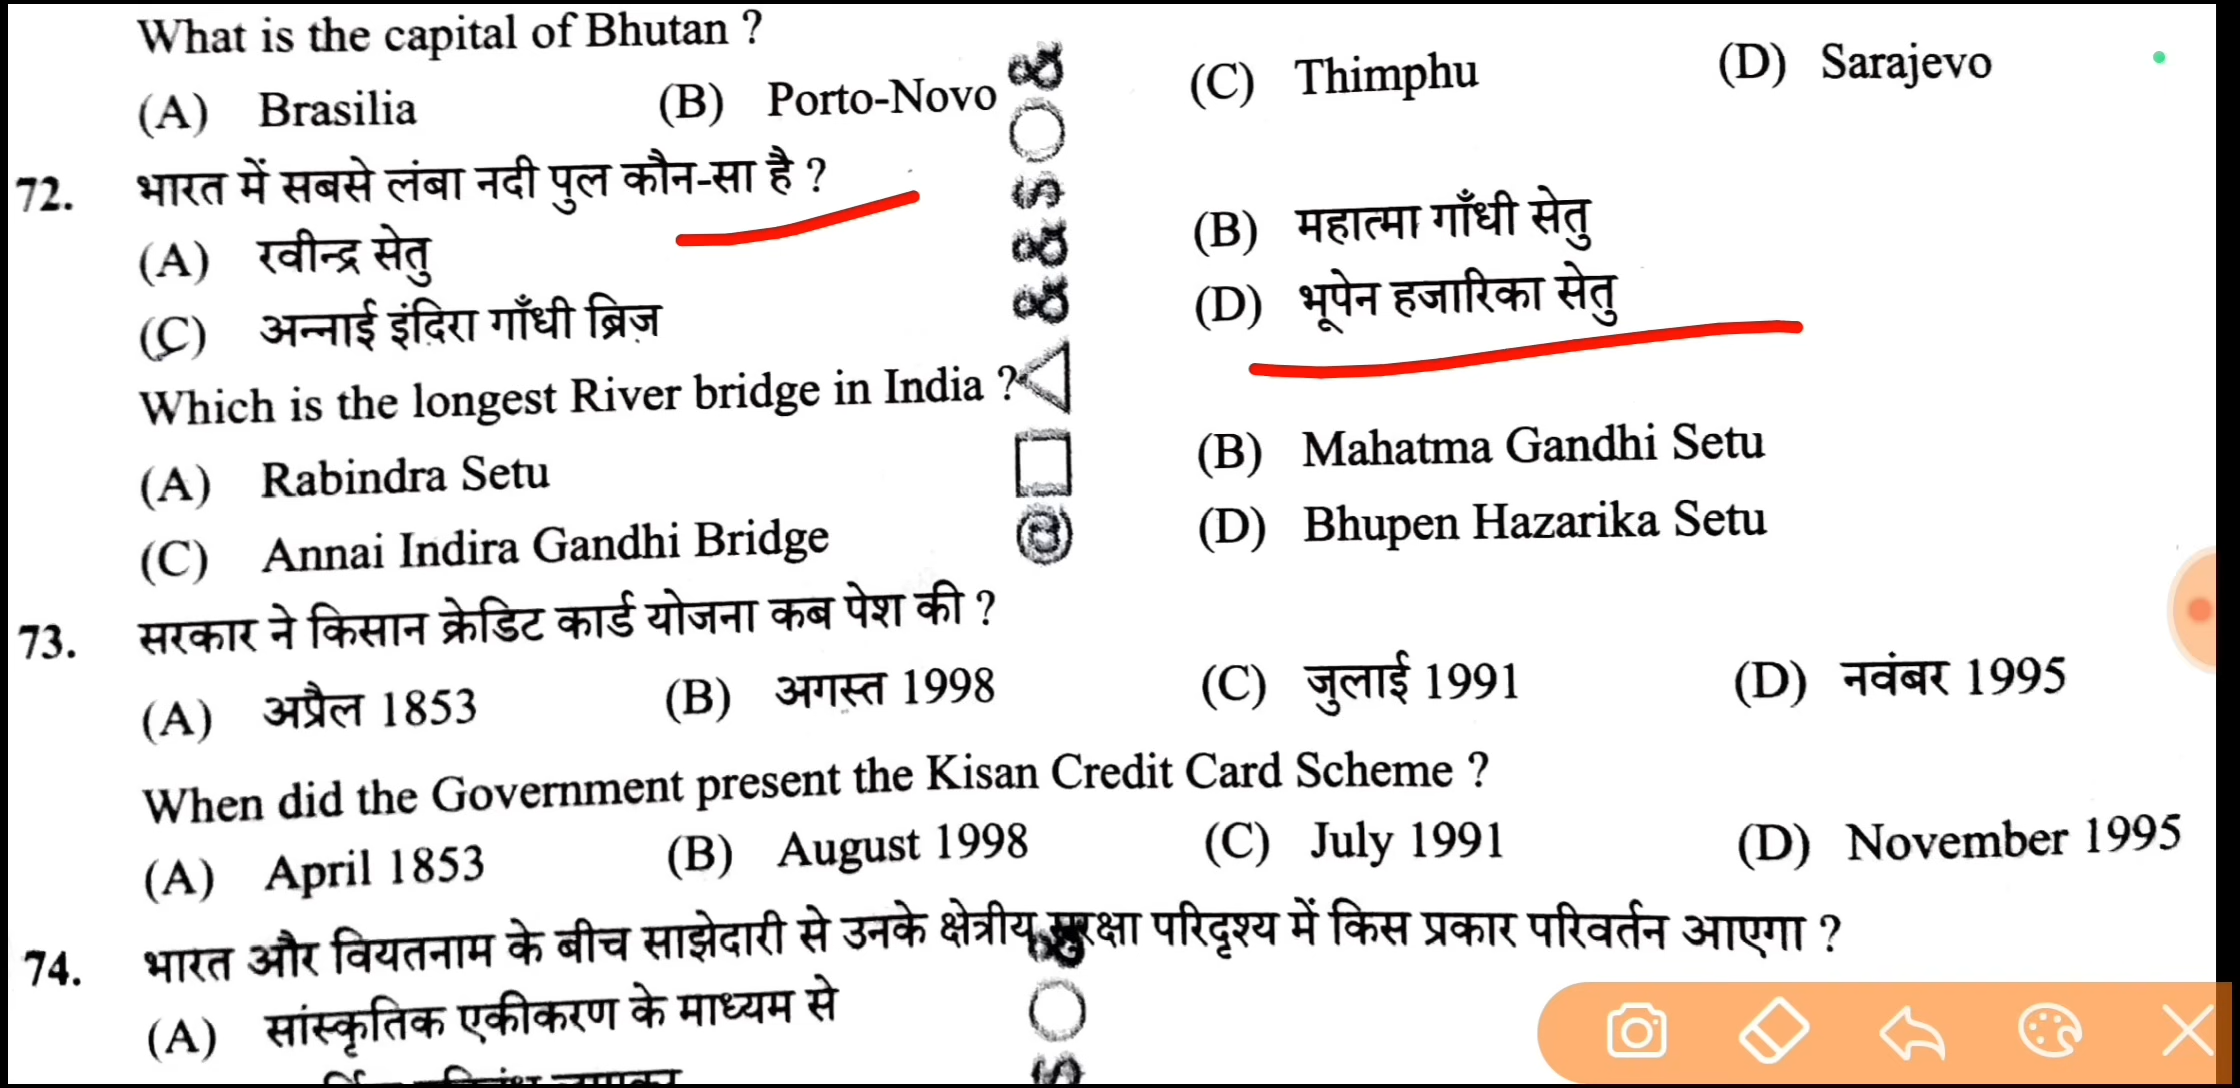 What is the capital of Bhutan ?
(A) Brasilia (B) Porto-Novo (C) Thimphu (D) Sarajevo
72. भारत में सबसे लंबा नदी पुल कौन-सा है ?
(A) रवीन्द्र सेतु (B) महात्मा गाँधी सेतु
(C) अन्नाई इंदिरा गाँधी ब्रिज (D) भूपेन हजारिका सेतु
Which is the longest River bridge in India ?
(A) Rabindra Setu (B) Mahatma Gandhi Setu
(C) Annai Indira Gandhi Bridge (D) Bhupen Hazarika Setu
73. सरकार ने किसान क्रेडिट कार्ड योजना कब पेश की ?
(A) अप्रैल 1853 (B) अगस्त 1998 (C) जुलाई 1991 (D) नवंबर 1995
When did the Government present the Kisan Credit Card Scheme ?
(A) April 1853 (B) August 1998 (C) July 1991 (D) November 1995
74. भारत और वियतनाम के बीच साझेदारी से उनके क्षेत्रीय सुरक्षा परिदृश्य में किस प्रकार परिवर्तन आएगा ?
(A) सांस्कृतिक एकीकरण के माध्यम से